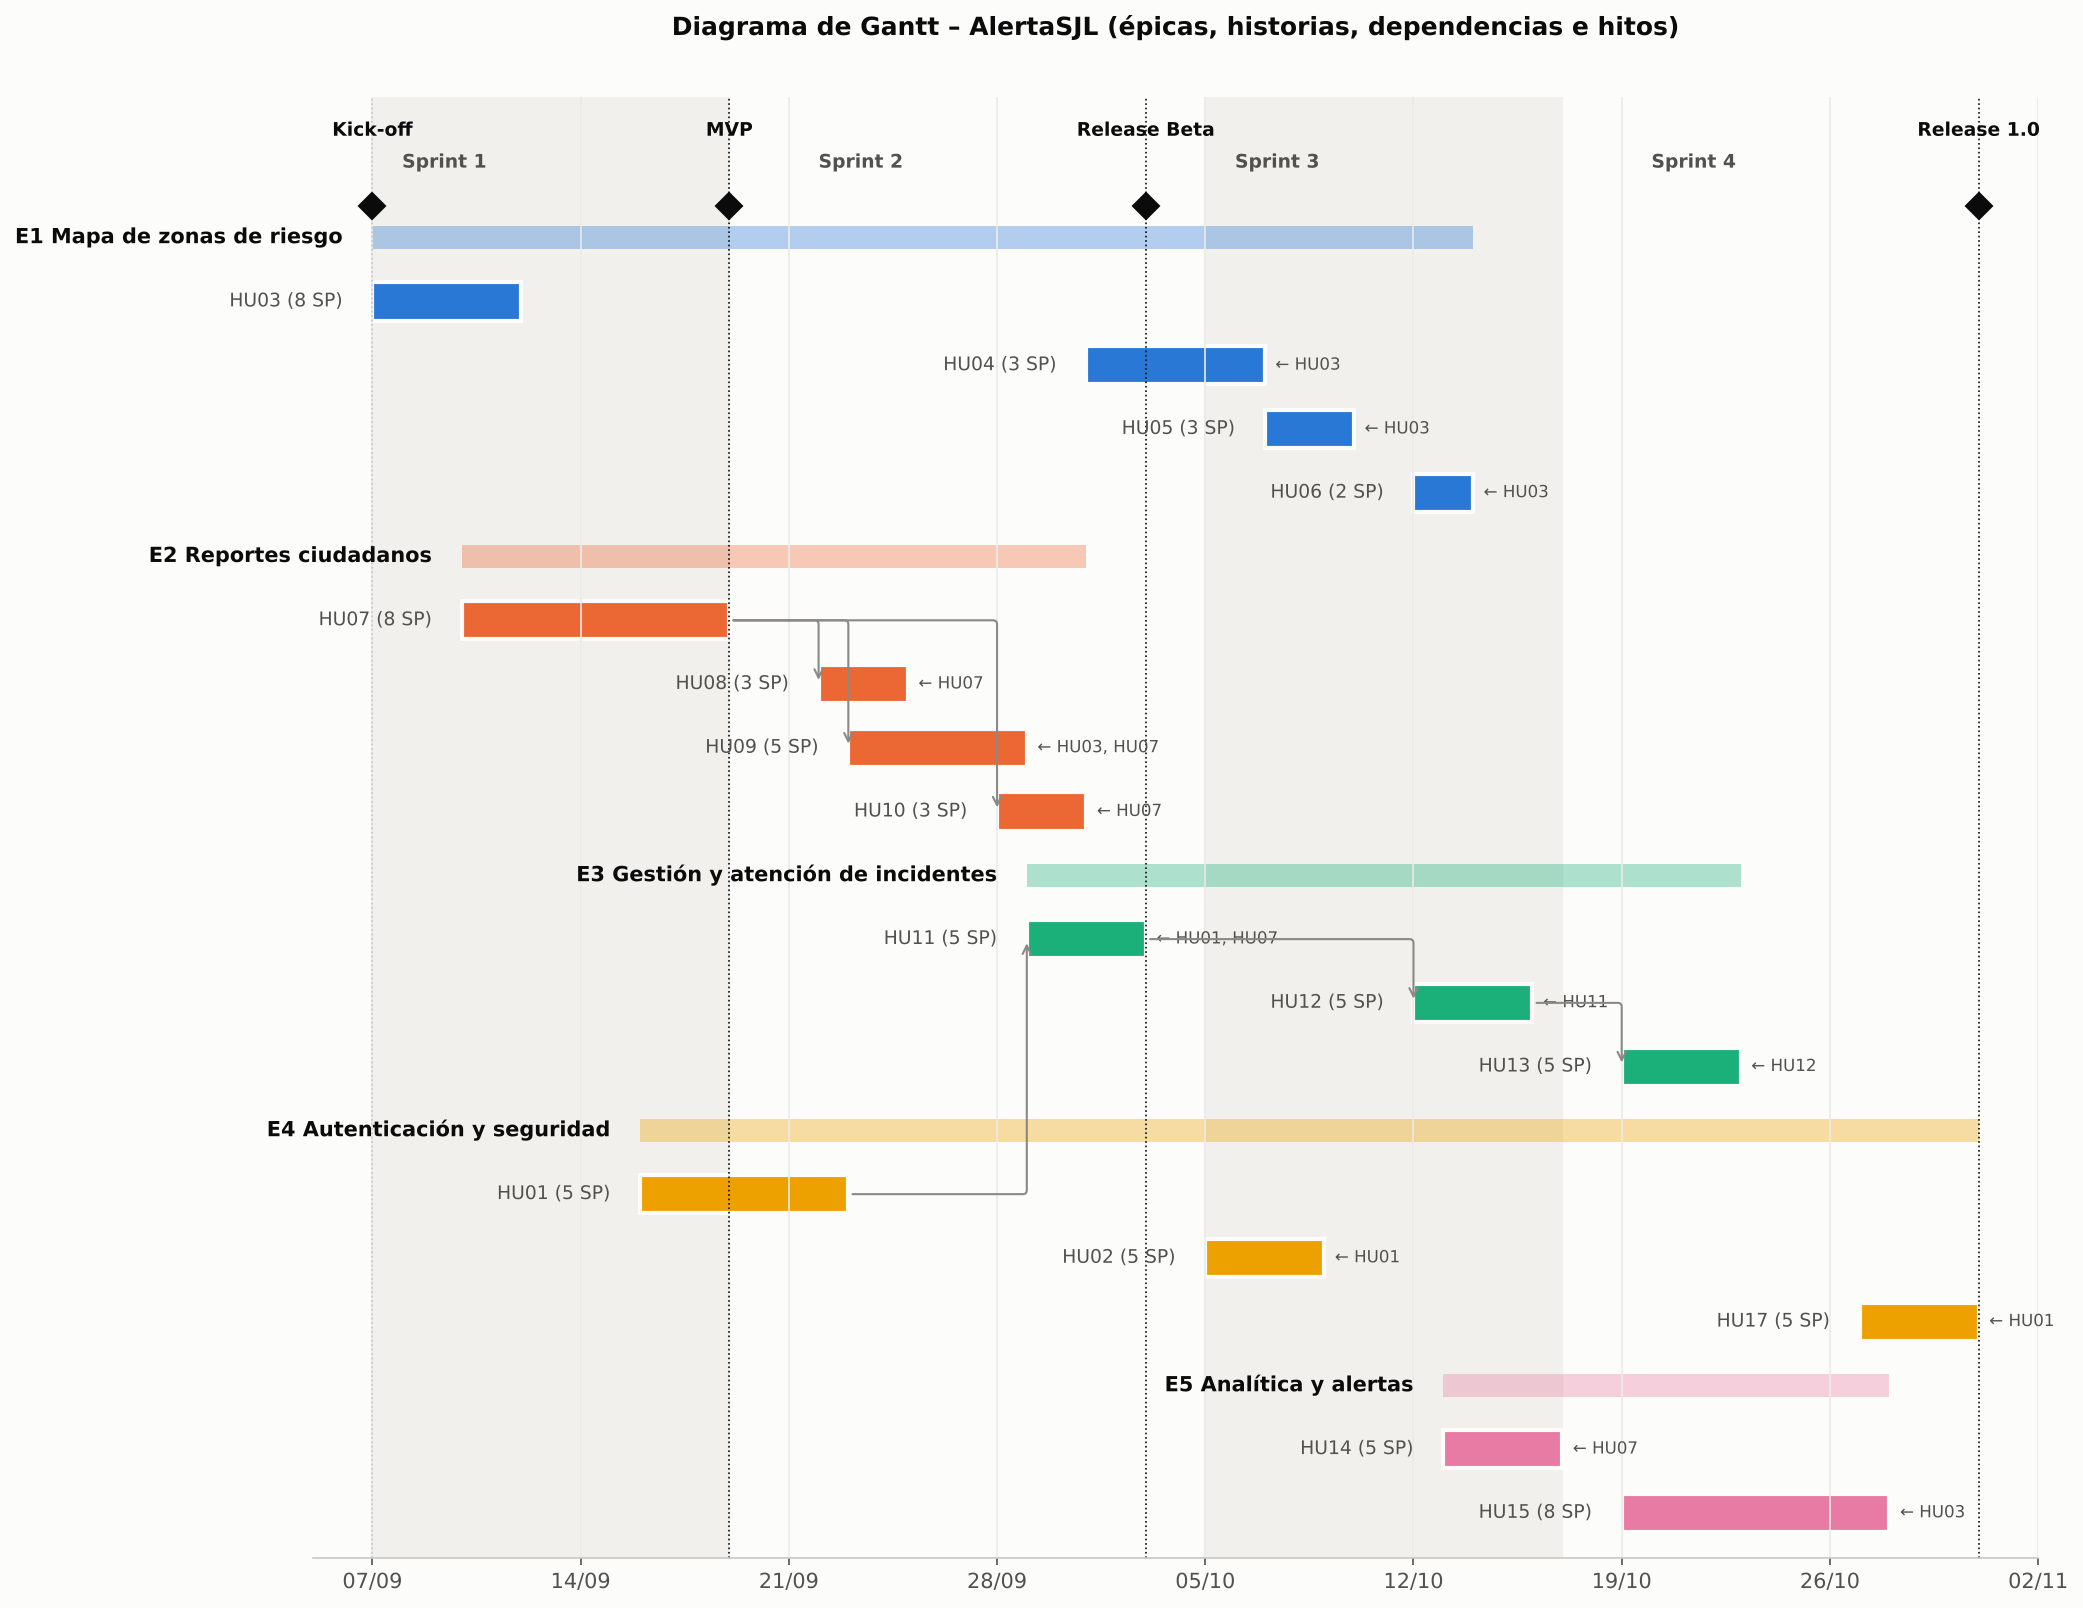 Diagrama de Gantt – AlertaSJL (épicas, historias, dependencias e hitos)
Kick-off
MVP
Release Beta
Release 1.0
Sprint 1
Sprint 2
Sprint 3
Sprint 4
E1 Mapa de zonas de riesgo
HU03 (8 SP)
HU04 (3 SP)
← HU03
HU05 (3 SP)
← HU03
HU06 (2 SP)
← HU03
E2 Reportes ciudadanos
HU07 (8 SP)
HU08 (3 SP)
← HU07
HU09 (5 SP)
← HU03, HU07
HU10 (3 SP)
← HU07
E3 Gestión y atención de incidentes
HU11 (5 SP)
← HU01, HU07
HU12 (5 SP)
← HU11
HU13 (5 SP)
← HU12
E4 Autenticación y seguridad
HU01 (5 SP)
HU02 (5 SP)
← HU01
HU17 (5 SP)
← HU01
E5 Analítica y alertas
HU14 (5 SP)
← HU07
HU15 (8 SP)
← HU03
07/09
14/09
21/09
28/09
05/10
12/10
19/10
26/10
02/11